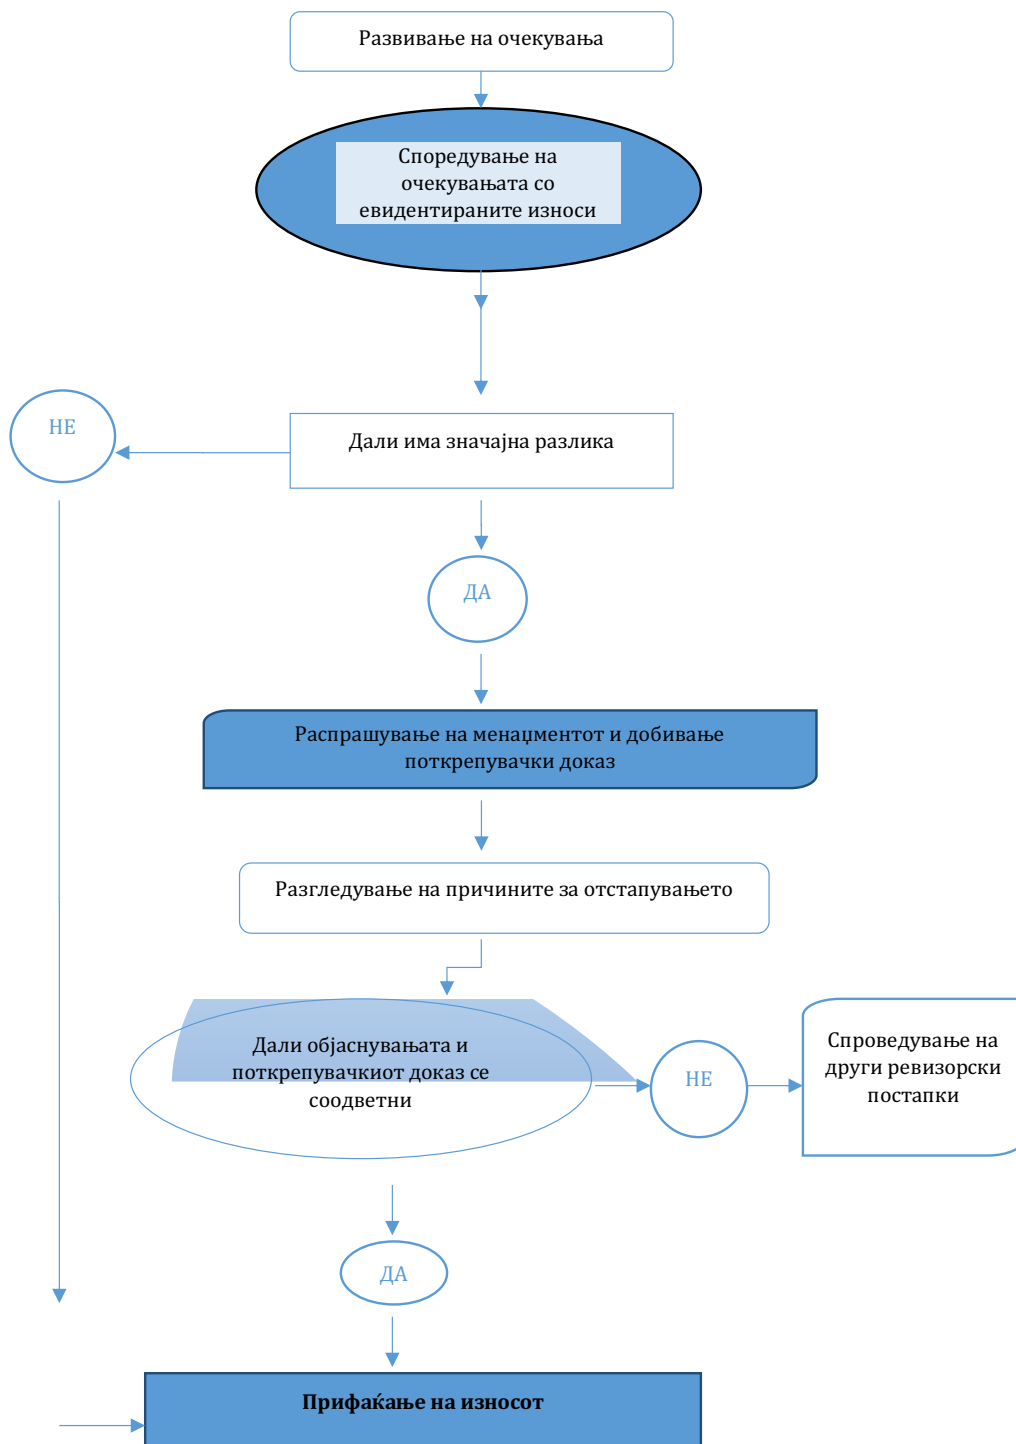 Развивање на очекувања
Споредување на
очекувањата со
евидентираните износи
НЕ
Дали има значајна разлика
ДА
Распрашување на менаџментот и добивање
поткрепувачки доказ
Разгледување на причините за отстапувањето
Дали објаснувањата и
поткрепувачкиот доказ се
соодветни
НЕ
Спроведување на
други ревизорски
постапки
ДА
Прифаќање на износот